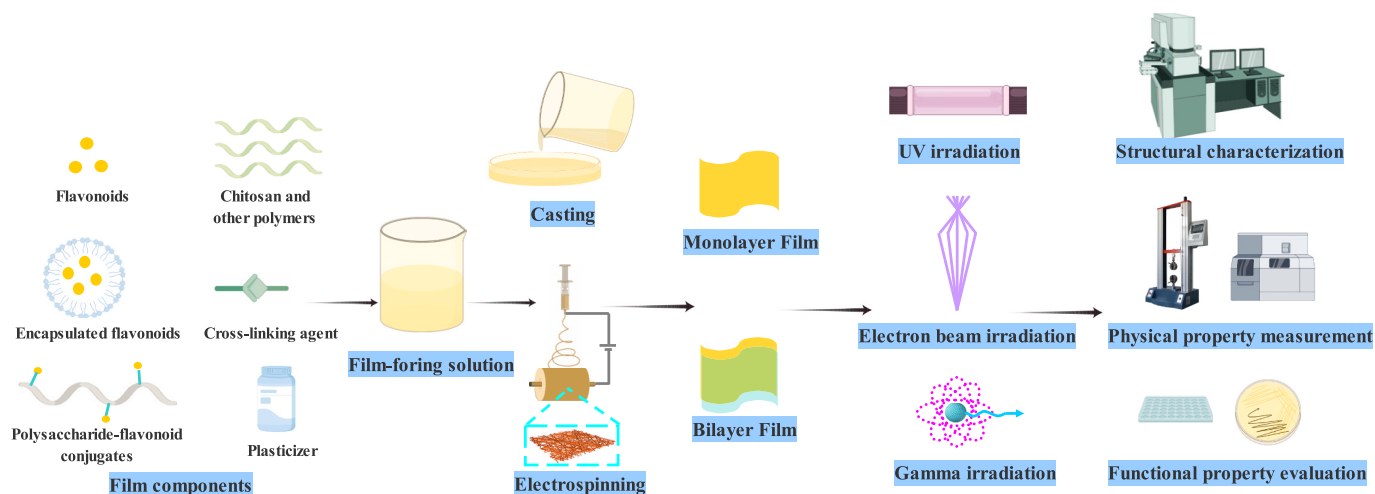 Flavonoids
Chitosan and
other polymers
Encapsulated flavonoids
Cross-linking agent
Polysaccharide-flavonoid
conjugates
Plasticizer
Film components
Film-foring solution
Casting
Electrospinning
Monolayer Film
Bilayer Film
UV irradiation
Electron beam irradiation
Gamma irradiation
Structural characterization
Physical property measurement
Functional property evaluation